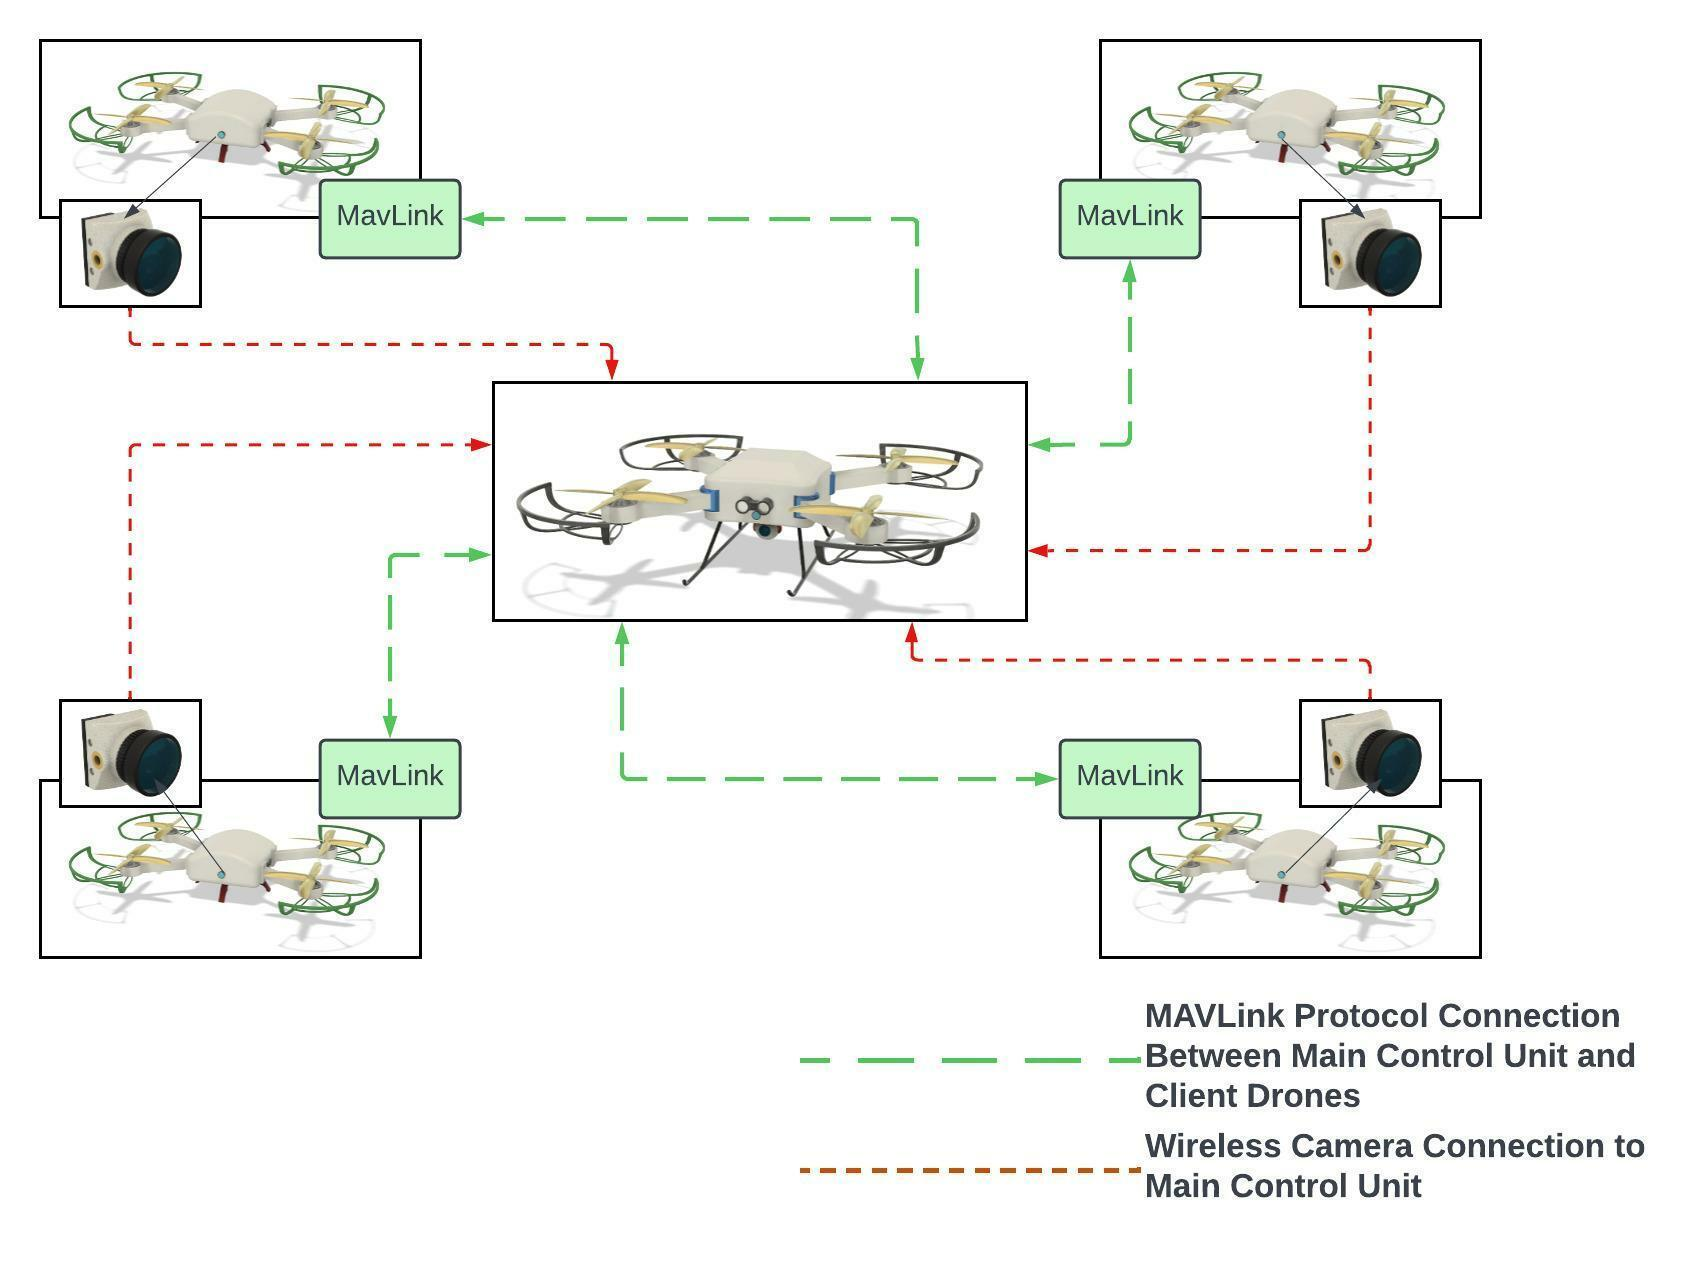 MavLink
MavLink
MavLink
MavLink
MAVLink Protocol Connection
Between Main Control Unit and
Client Drones
Wireless Camera Connection to
Main Control Unit